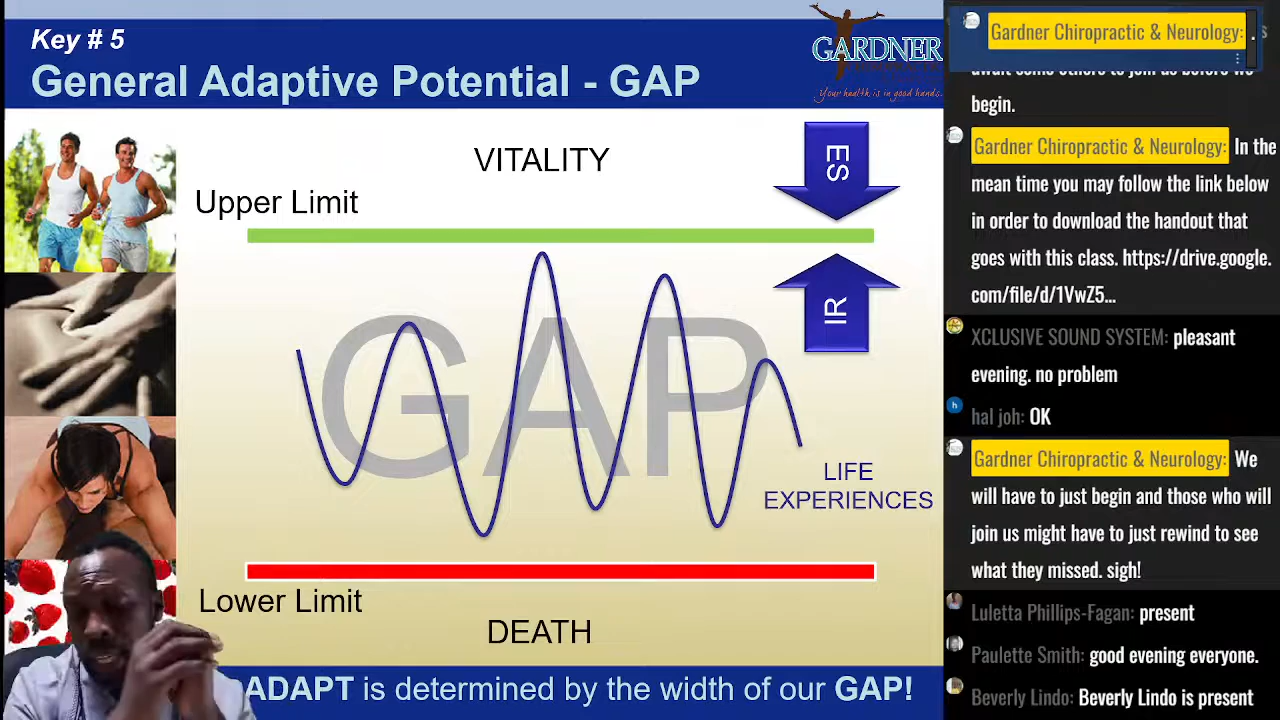 Key # 5
General Adaptive Potential - GAP
GARDNER
Your health is in good hands.
VITALITY
Upper Limit
ES
IR
GAP
LIFE
EXPERIENCES
Lower Limit
DEATH
ADAPT is determined by the width of our GAP!
Gardner Chiropractic & Neurology: .
begin.
Gardner Chiropractic & Neurology: In the
mean time you may follow the link below
in order to download the handout that
goes with this class. https://drive.google.
com/file/d/1VwZ5...
XCLUSIVE SOUND SYSTEM: pleasant
evening. no problem
h
hal joh: OK
Gardner Chiropractic & Neurology: We
will have to just begin and those who will
join us might have to just rewind to see
what they missed. sigh!
Luletta Phillips-Fagan: present
Paulette Smith: good evening everyone.
Beverly Lindo: Beverly Lindo is present